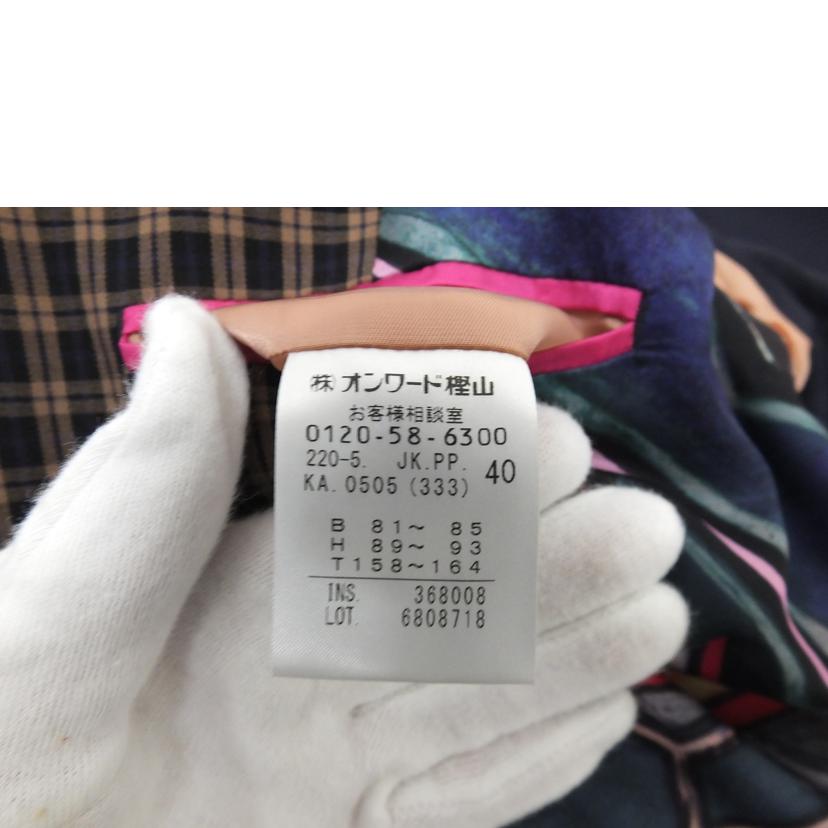 ㈱オンワード樫山
お客様相談室
0120-58-6300
220-5. JK.PP. 40
KA.0505(333)
B 81～ 85
H 89～ 93
T158～164
INS. 368008
LOT. 6808718